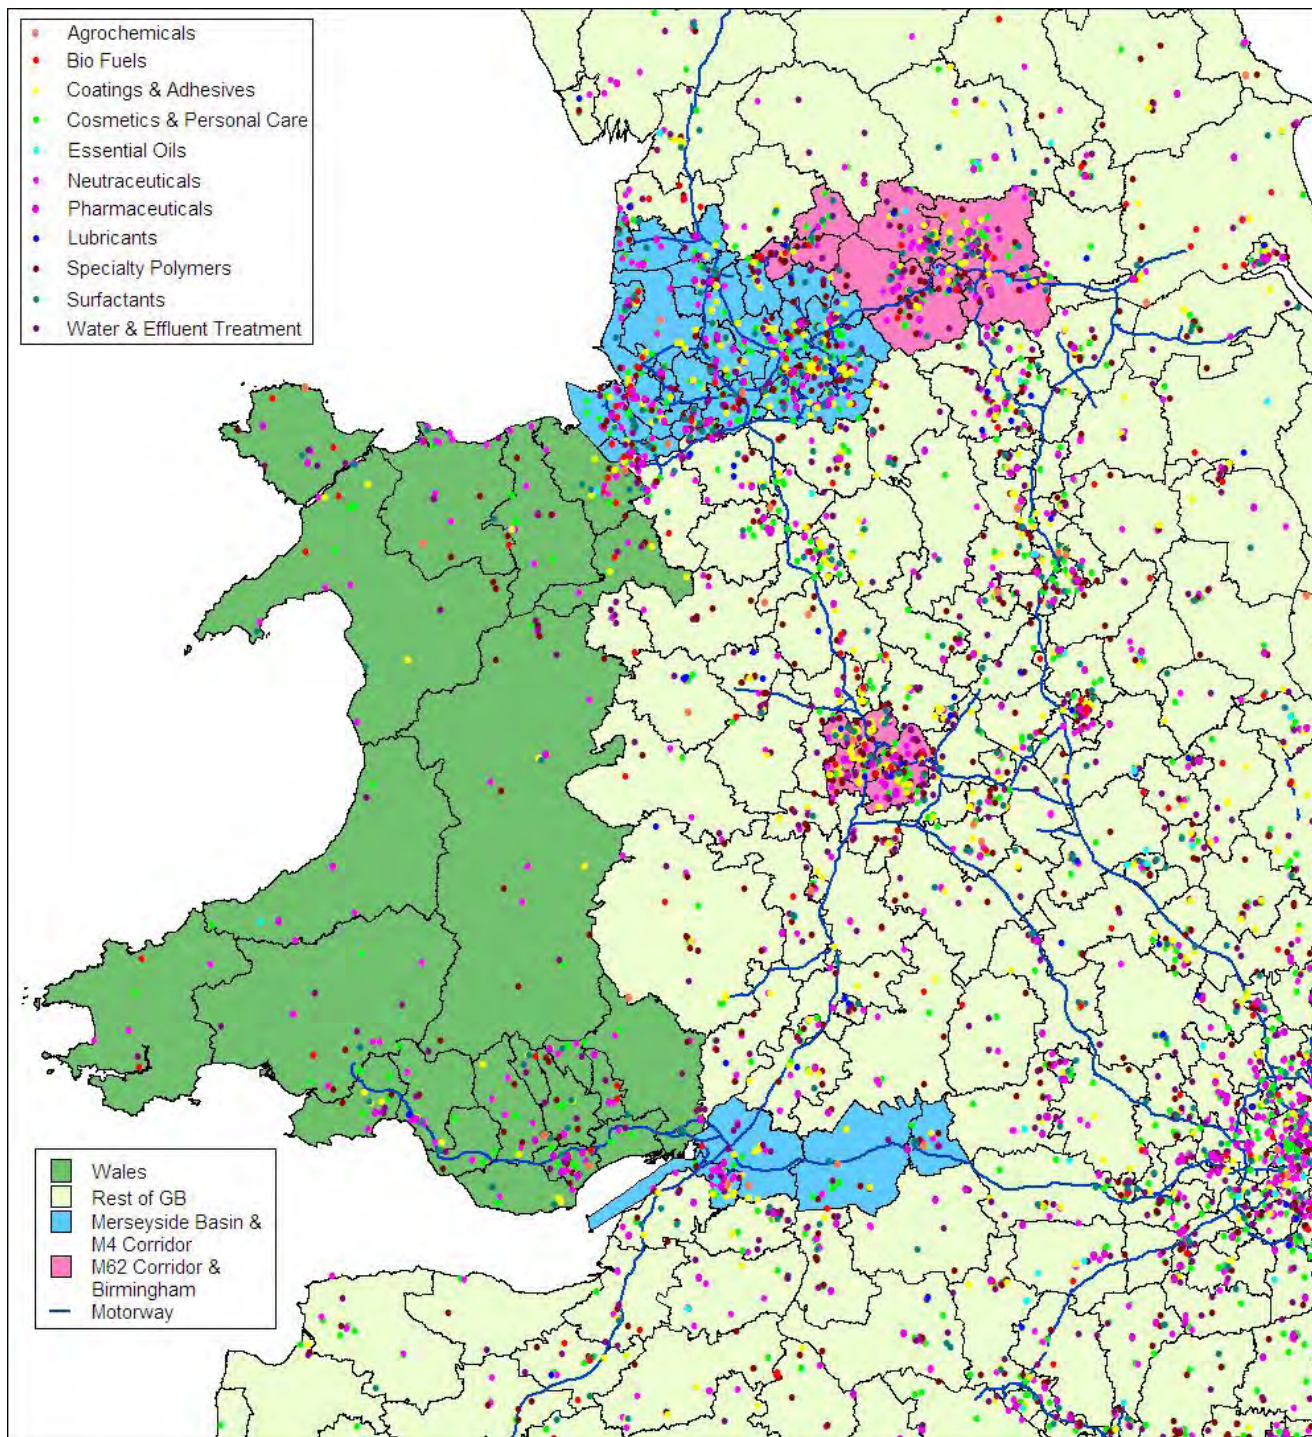 Agrochemicals
Bio Fuels
Coatings & Adhesives
Cosmetics & Personal Care
Essential Oils
Neutraceuticals
Pharmaceuticals
Lubricants
Specialty Polymers
Surfactants
Water & Effluent Treatment
Wales
Rest of GB
Merseyside Basin &
M4 Corridor
M62 Corridor &
Birmingham
Motorway